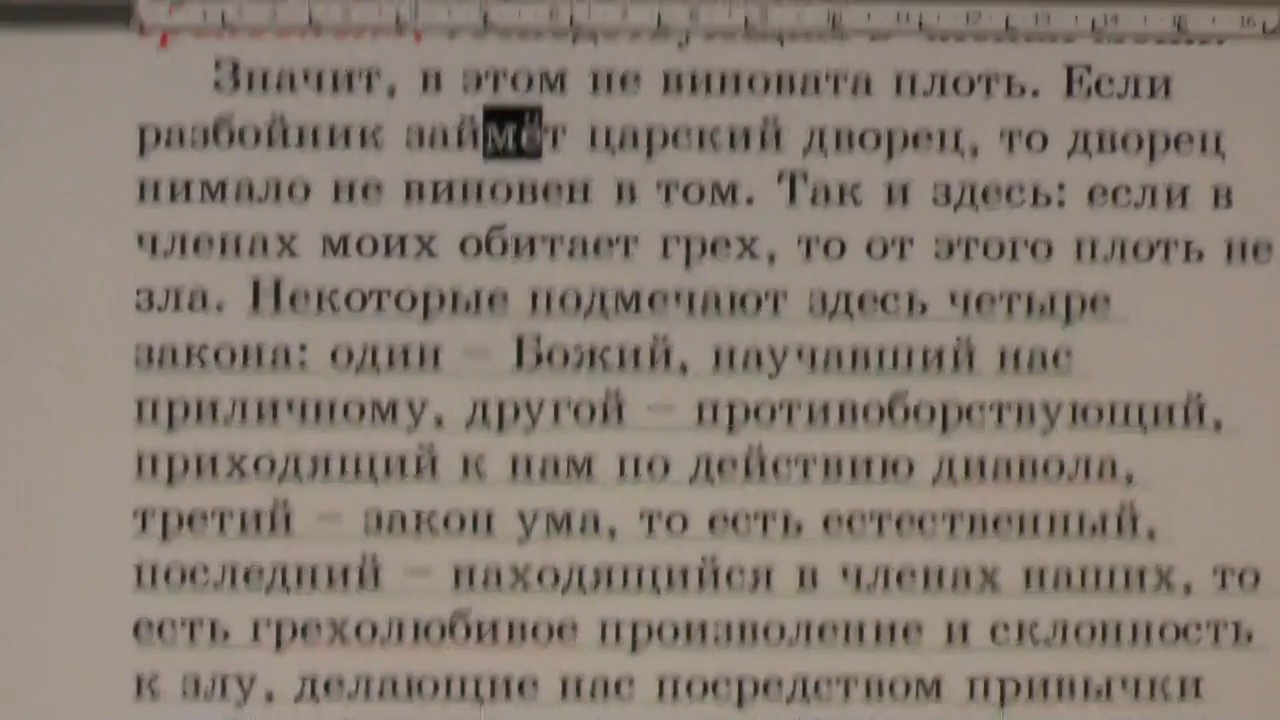 Значит, в этом не виновата плоть. Если
разбойник займёт царский дворец, то дворец
нимало не виновен в том. Так и здесь: если в
членах моих обитает грех, то от этого плоть не
зла. Некоторые подмечают здесь четыре
закона: один – Божий, научавший нас
приличному, другой – противоборствующий,
приходящий к нам по действию диавола,
третий – закон ума, то есть естественный,
последний – находящийся в членах наших, то
есть грехолюбивое произволение и склонность
к злу, делающие нас посредством привычки